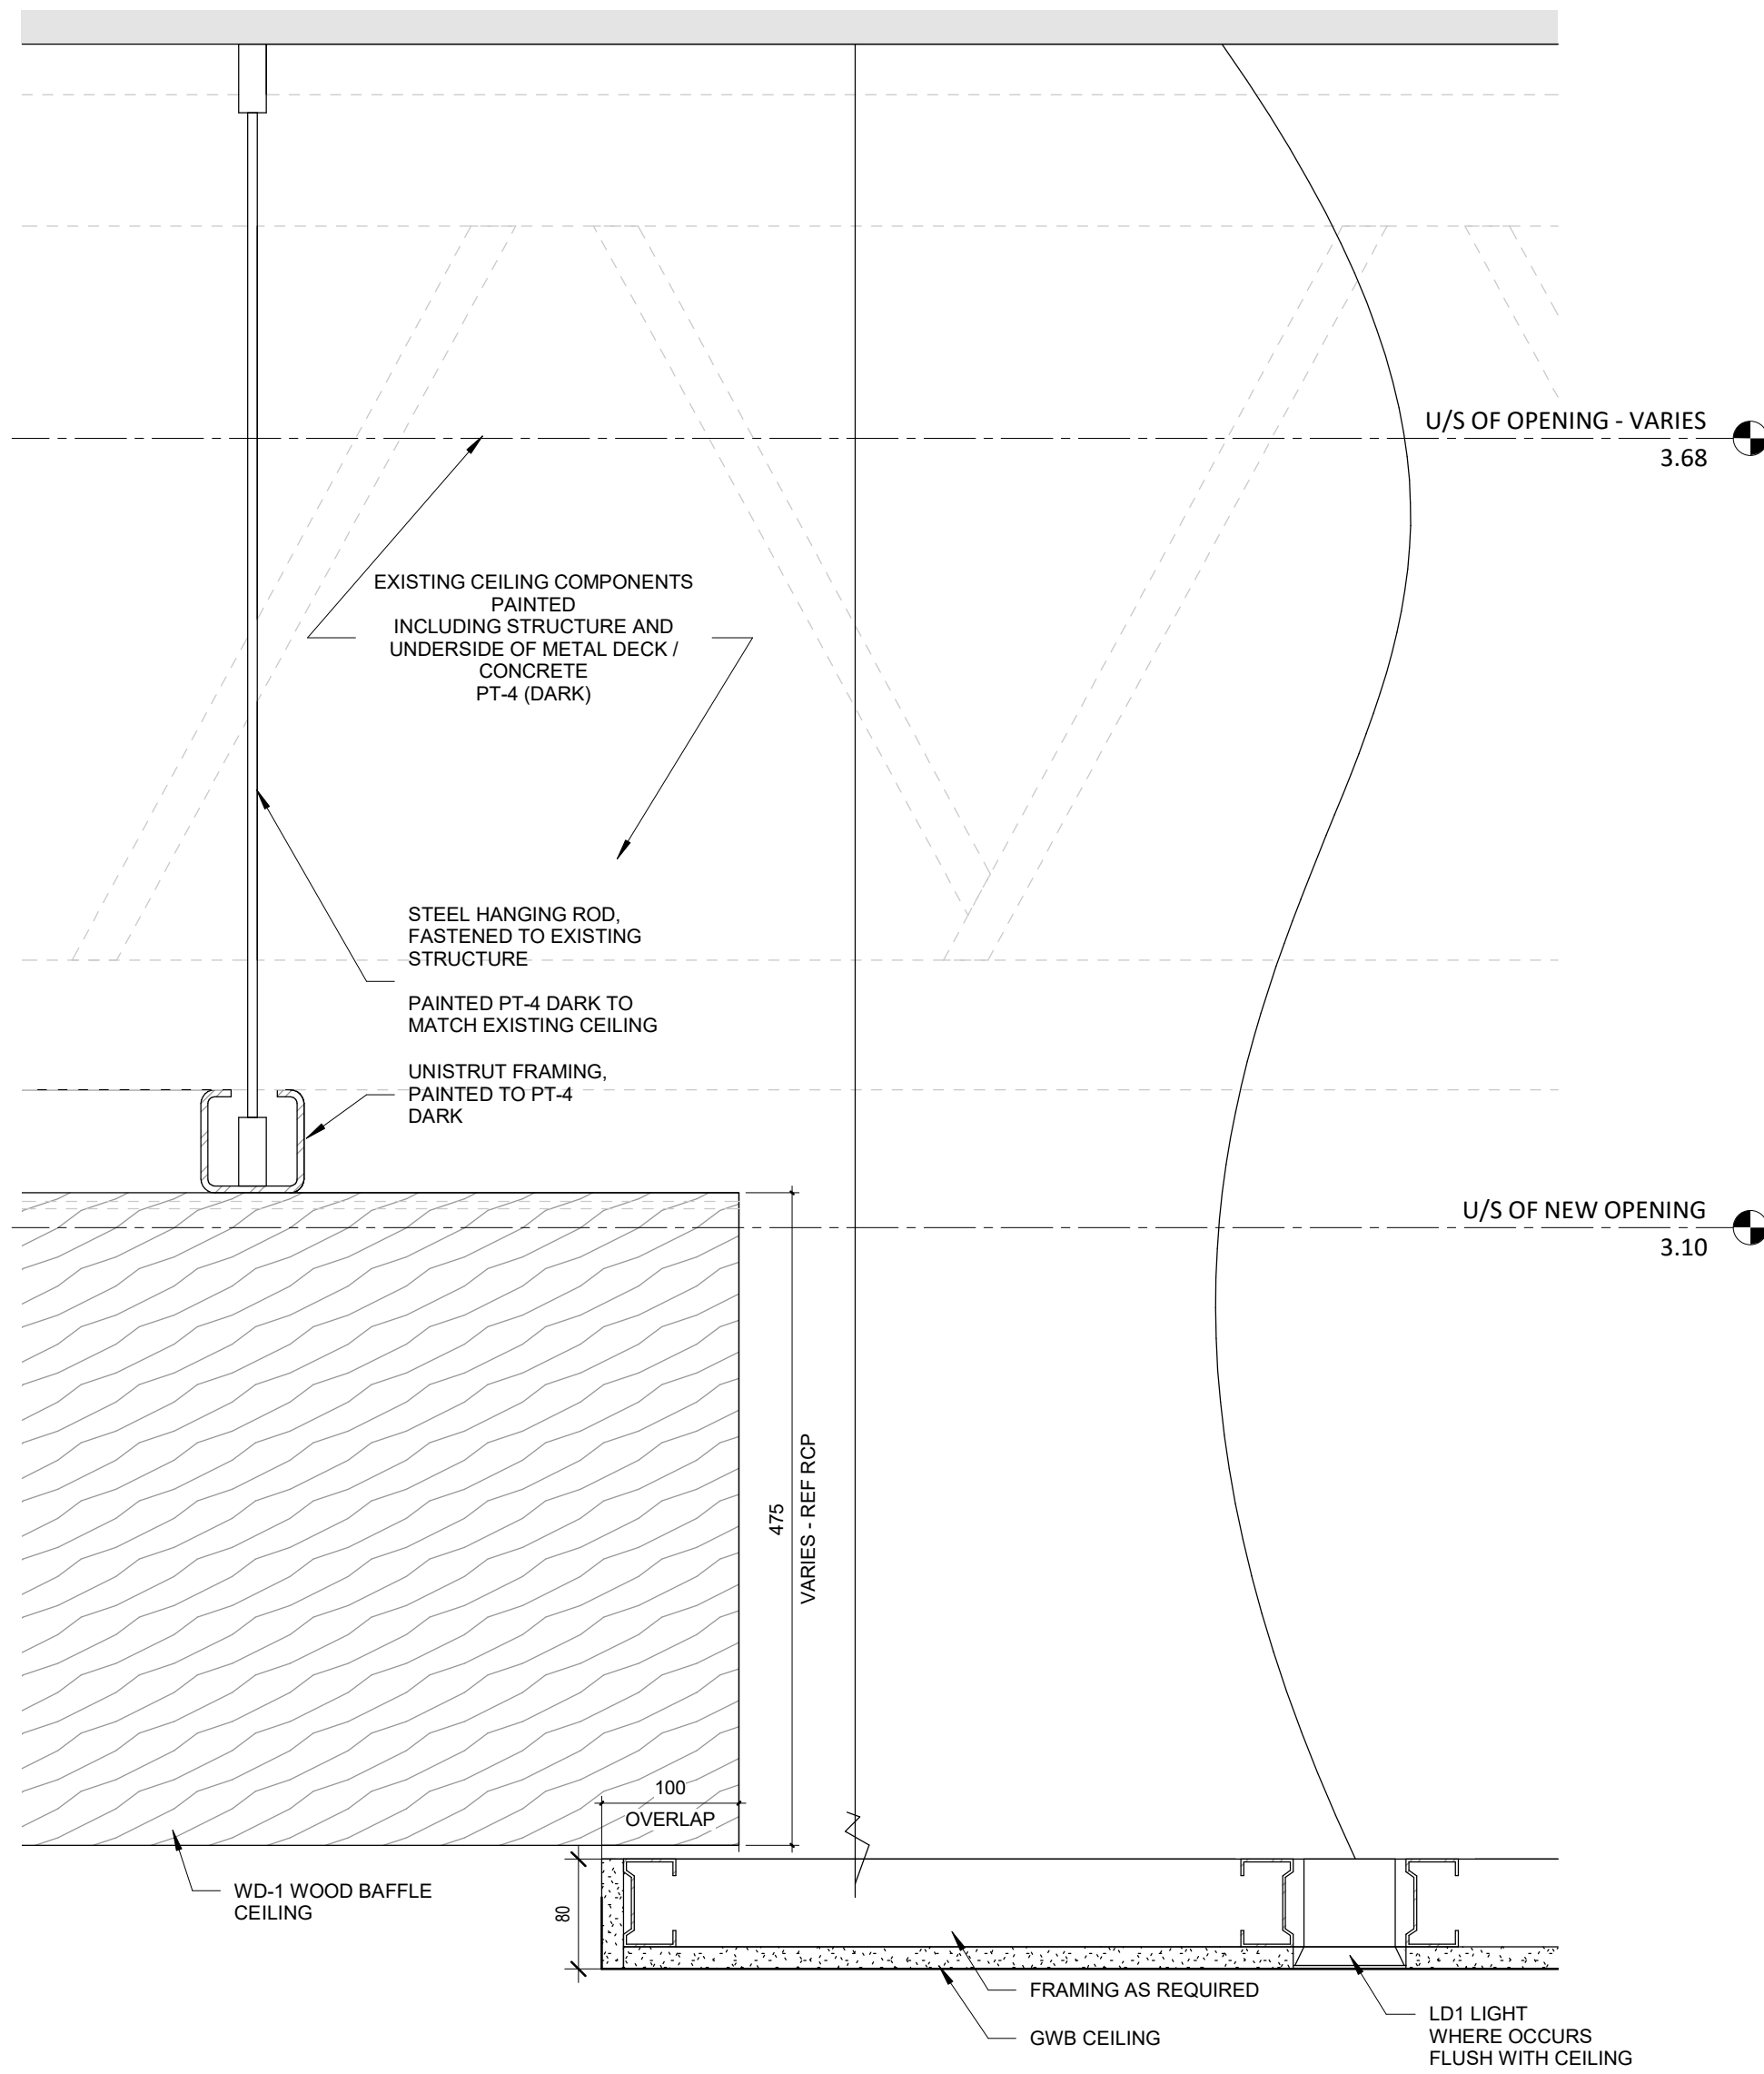 U/S OF OPENING - VARIES
3.68
EXISTING CEILING COMPONENTS
PAINTED
INCLUDING STRUCTURE AND
UNDERSIDE OF METAL DECK /
CONCRETE
PT-4 (DARK)
STEEL HANGING ROD,
FASTENED TO EXISTING
STRUCTURE
PAINTED PT-4 DARK TO
MATCH EXISTING CEILING
UNISTRUT FRAMING,
PAINTED TO PT-4
DARK
U/S OF NEW OPENING
3.10
475
VARIES - REF RCP
100
OVERLAP
WD-1 WOOD BAFFLE
CEILING
80
FRAMING AS REQUIRED
GWB CEILING
LD1 LIGHT
WHERE OCCURS
FLUSH WITH CEILING